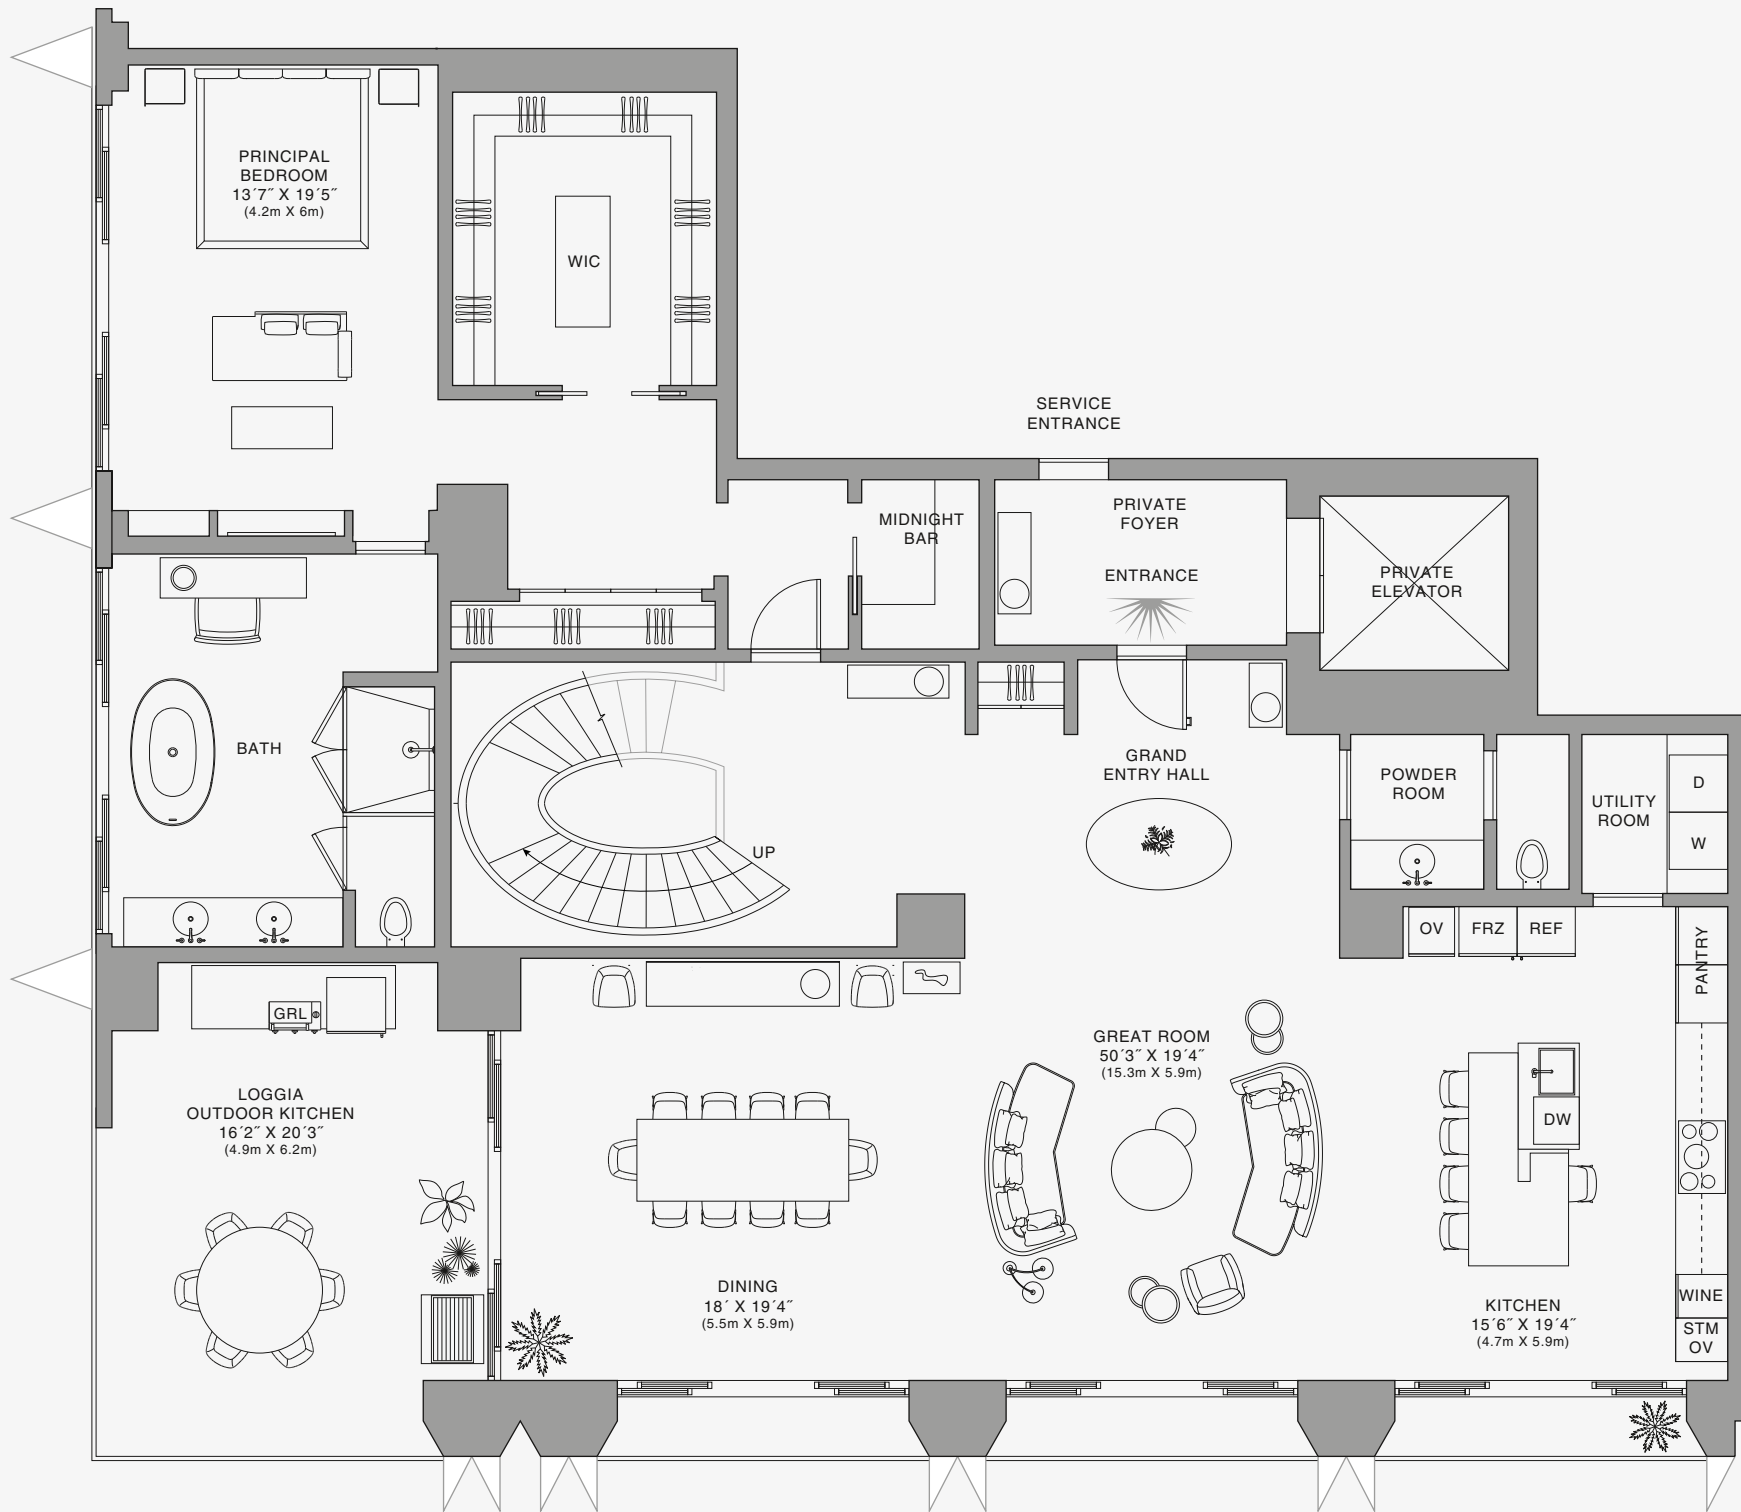 PRINCIPAL
BEDROOM
13´7˝ X 19´5˝
(4.2m X 6m)
WIC
SERVICE
ENTRANCE
MIDNIGHT
BAR
PRIVATE
FOYER
ENTRANCE
PRIVATE
ELEVATOR
BATH
UP
GRAND
ENTRY HALL
POWDER
ROOM
UTILITY
ROOM
D
W
OV
FRZ
REF
PANTRY
GRL
LOGGIA
OUTDOOR KITCHEN
16´2˝ X 20´3˝
(4.9m X 6.2m)
GREAT ROOM
50´3˝ X 19´4˝
(15.3m X 5.9m)
DW
DINING
18´ X 19´4˝
(5.5m X 5.9m)
KITCHEN
15´6˝ X 19´4˝
(4.7m X 5.9m)
WINE
STM
OV